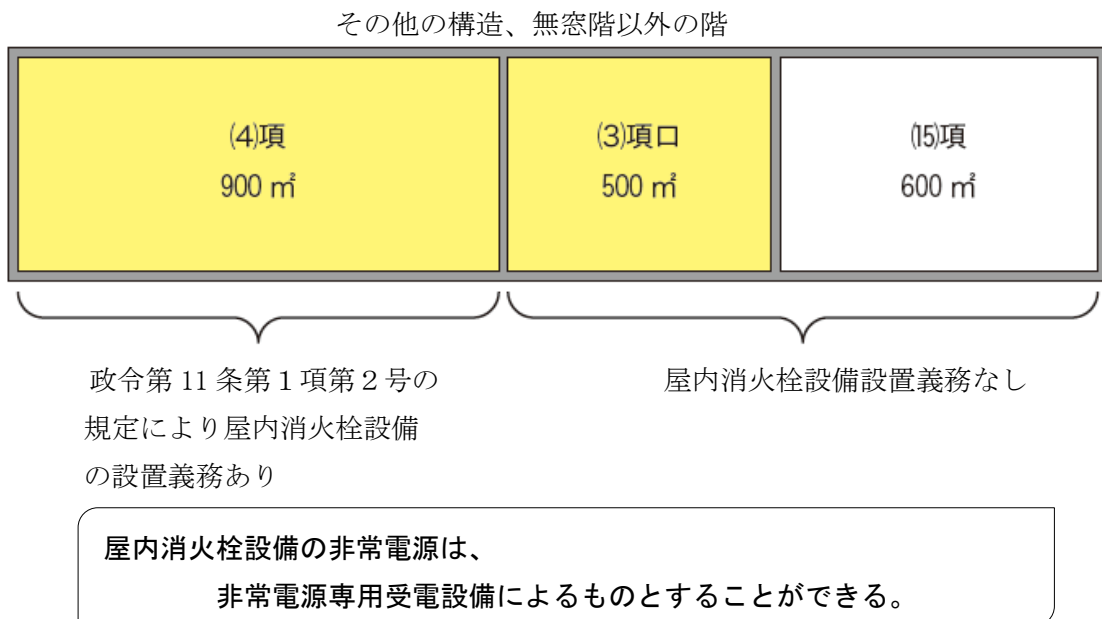 その他の構造、無窓階以外の階
⑷項
900 ㎡
⑶項ロ
500 ㎡
⒂項
600 ㎡
政令第 11 条第１項第２号の
規定により屋内消火栓設備
の設置義務あり
屋内消火栓設備設置義務なし
屋内消火栓設備の非常電源は、
非常電源専用受電設備によるものとすることができる。